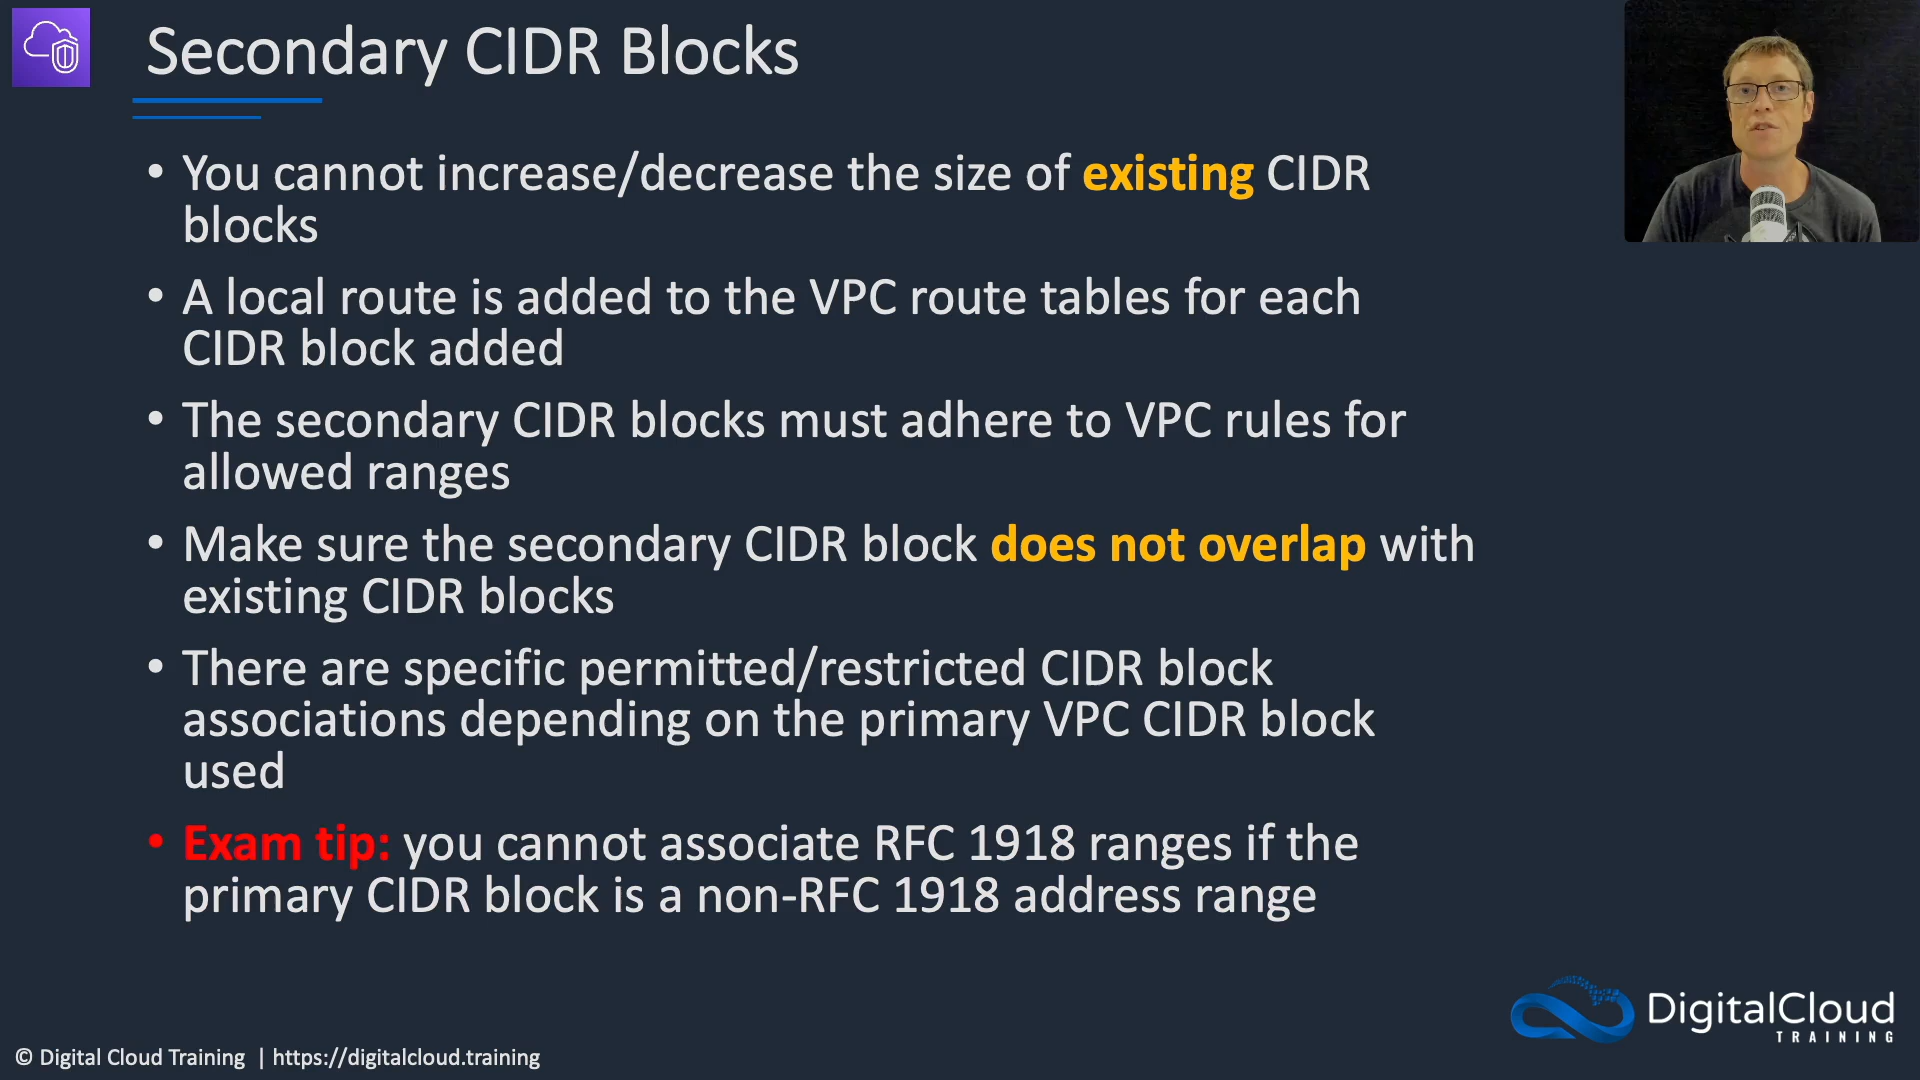 Secondary CIDR Blocks
• You cannot increase/decrease the size of existing CIDR
blocks
• A local route is added to the VPC route tables for each
CIDR block added
• The secondary CIDR blocks must adhere to VPC rules for
allowed ranges
• Make sure the secondary CIDR block does not overlap with
existing CIDR blocks
• There are specific permitted/restricted CIDR block
associations depending on the primary VPC CIDR block
used
• Exam tip: you cannot associate RFC 1918 ranges if the
primary CIDR block is a non-RFC 1918 address range
DigitalCloud
TRAINING
© Digital Cloud Training | https://digitalcloud.training